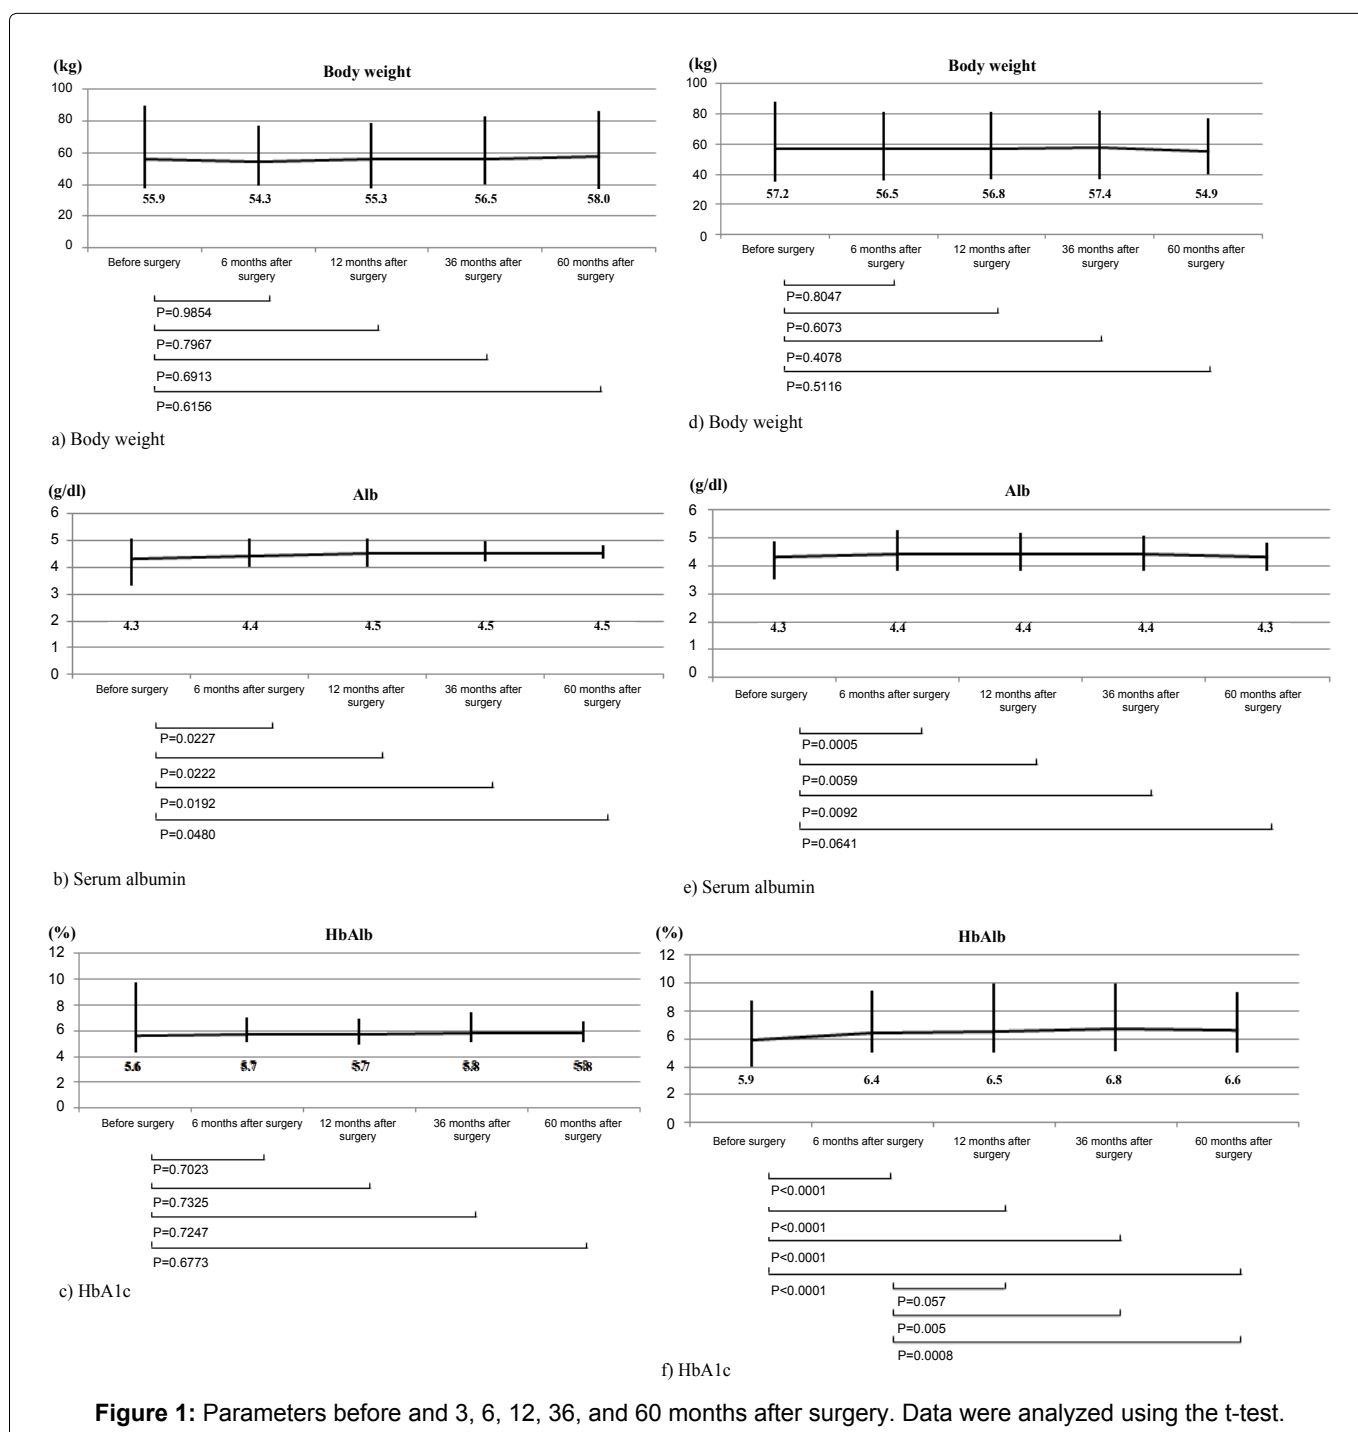 (kg)
Body weight
100
80
60
40
20
0
55.9 54.3 55.3 56.5 58.0
Before surgery 6 months after surgery 12 months after surgery 36 months after surgery 60 months after surgery
P=0.9854
P=0.7967
P=0.6913
P=0.6156
a) Body weight
(kg)
Body weight
100
80
60
40
20
0
57.2 56.5 56.8 57.4 54.9
Before surgery 6 months after surgery 12 months after surgery 36 months after surgery 60 months after surgery
P=0.8047
P=0.6073
P=0.4078
P=0.5116
d) Body weight
(g/dl)
Alb
6
5
4
3
2
1
0
4.3 4.4 4.5 4.5 4.5
Before surgery 6 months after surgery 12 months after surgery 36 months after surgery 60 months after surgery
P=0.0227
P=0.0222
P=0.0192
P=0.0480
b) Serum albumin
(g/dl)
Alb
6
5
4
3
2
1
0
4.3 4.4 4.4 4.4 4.3
Before surgery 6 months after surgery 12 months after surgery 36 months after surgery 60 months after surgery
P=0.0005
P=0.0059
P=0.0092
P=0.0641
e) Serum albumin
(%)
HbAlb
12
10
8
6
4
2
0
5.6 5.7 5.7 5.8 5.8
Before surgery 6 months after surgery 12 months after surgery 36 months after surgery 60 months after surgery
P=0.7023
P=0.7325
P=0.7247
P=0.6773
c) HbA1c
(%)
HbAlb
12
10
8
6
4
2
0
5.9 6.4 6.5 6.8 6.6
Before surgery 6 months after surgery 12 months after surgery 36 months after surgery 60 months after surgery
P<0.0001
P<0.0001
P<0.0001
P<0.0001
P=0.057
P=0.005
P=0.0008
f) HbA1c
Figure 1: Parameters before and 3, 6, 12, 36, and 60 months after surgery. Data were analyzed using the t-test.